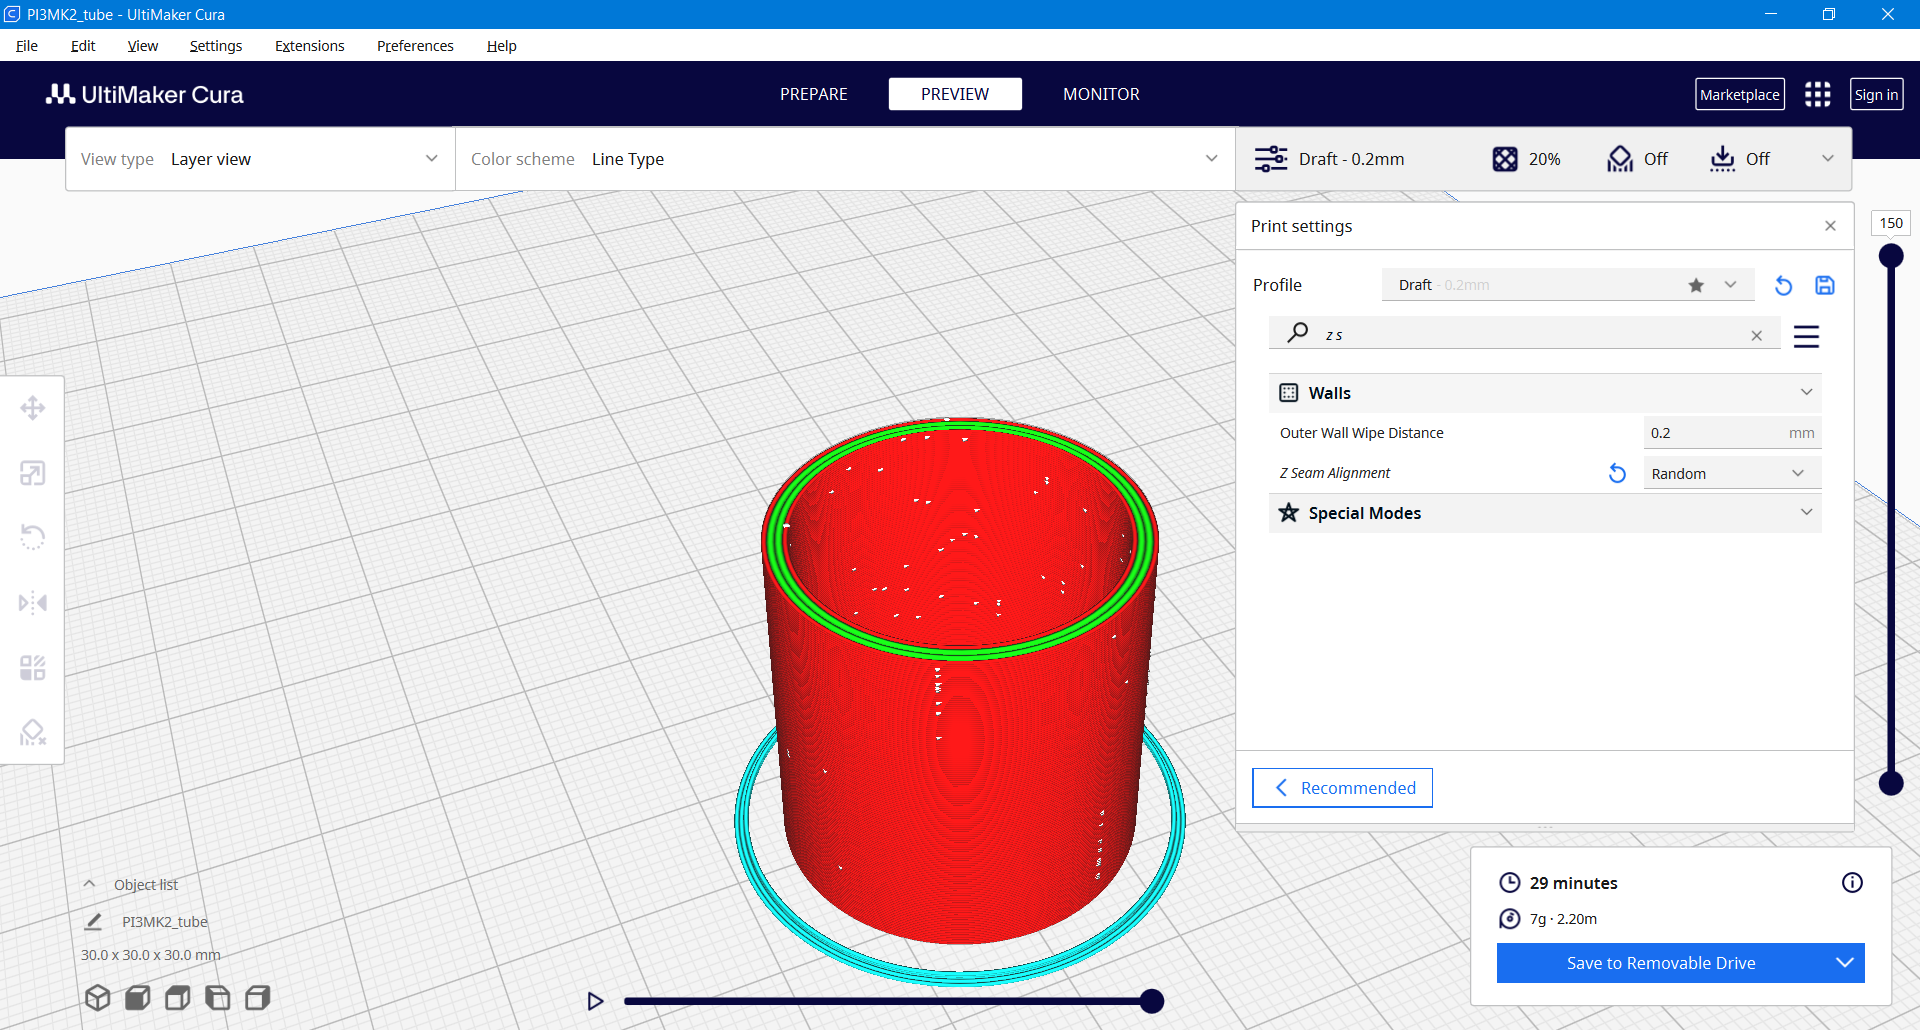 PI3MK2_tube - UltiMaker Cura
File Edit View Settings Extensions Preferences Help
UltiMaker Cura
PREPARE PREVIEW MONITOR
Marketplace Sign in
View type Layer view Color scheme Line Type Draft - 0.2mm 20% Off Off
Print settings
150
Profile Draft - 0.2mm
z s
Walls
Outer Wall Wipe Distance 0.2 mm
Z Seam Alignment Random
Special Modes
Recommended
Object list
PI3MK2_tube
30.0 x 30.0 x 30.0 mm
29 minutes
7g · 2.20m
Save to Removable Drive